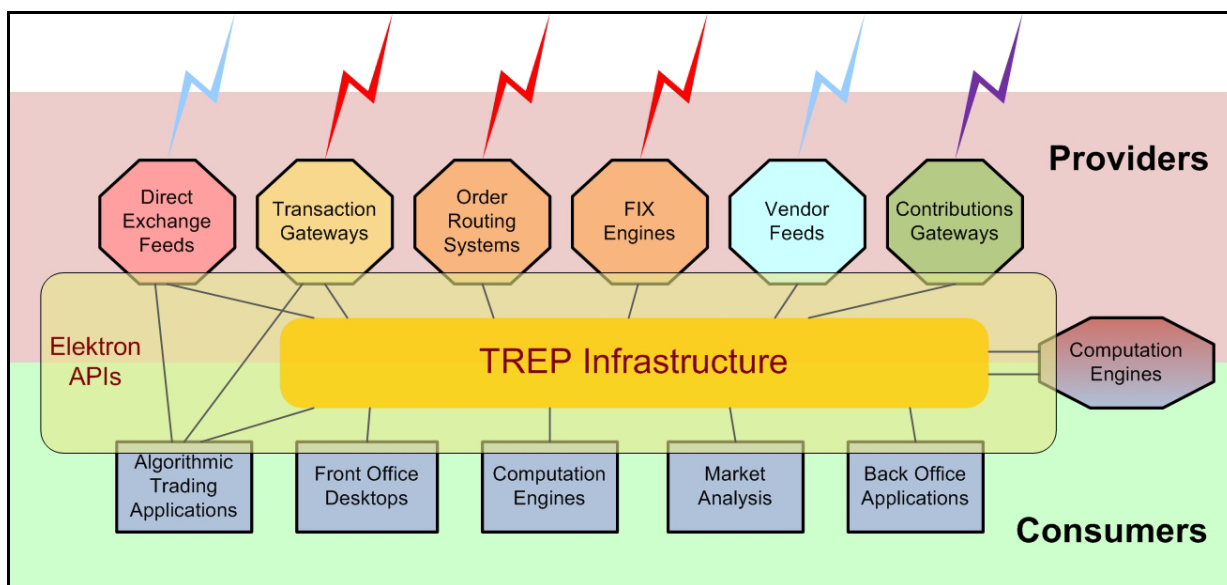 Providers
Direct
Exchange
Feeds
Transaction
Gateways
Order
Routing
Systems
FIX
Engines
Vendor
Feeds
Contributions
Gateways
Elektron
APIs
TREP Infrastructure
Computation
Engines
Algorithmic
Trading
Applications
Front Office
Desktops
Computation
Engines
Market
Analysis
Back Office
Applications
Consumers